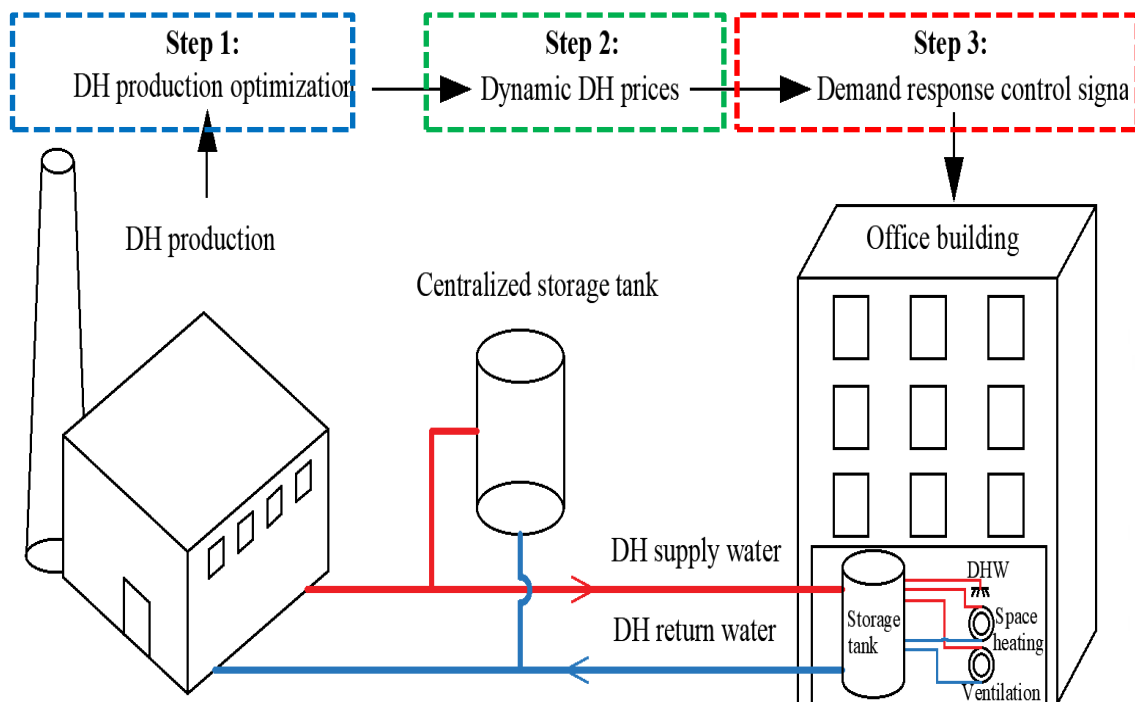 Step 1:
DH production optimization
Step 2:
Dynamic DH prices
Step 3:
Demand response control signa
DH production
Centralized storage tank
Office building
DH supply water
DH return water
Storage
tank
DHW
Space
heating
Ventilation